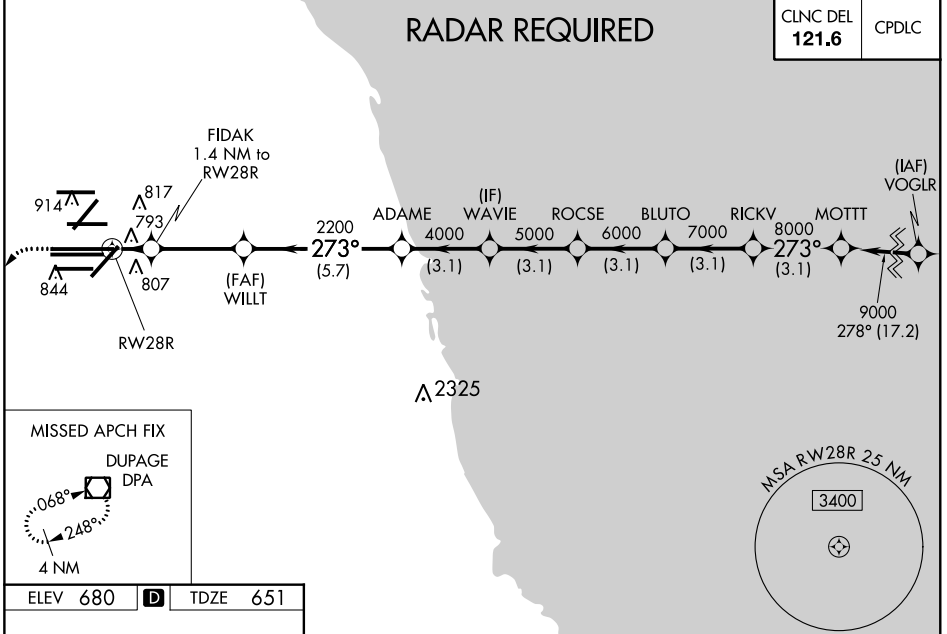 RADAR REQUIRED
CLNC DEL
121.6
CPDLC
FIDAK
1.4 NM to
RW28R
914
817
793
844
807
RW28R
(FAF)
WILLT
2200
273°
(5.7)
ADAME
4000
(3.1)
(IF)
WAVIE
5000
(3.1)
ROCSE
6000
(3.1)
BLUTO
7000
(3.1)
RICKV
8000
273°
(3.1)
MOTTT
(IAF)
VOGLR
9000
278° (17.2)
2325
MISSED APCH FIX
DUPAGE
DPA
068°
248°
4 NM
MSA RW28R 25 NM
3400
ELEV 680 D TDZE 651